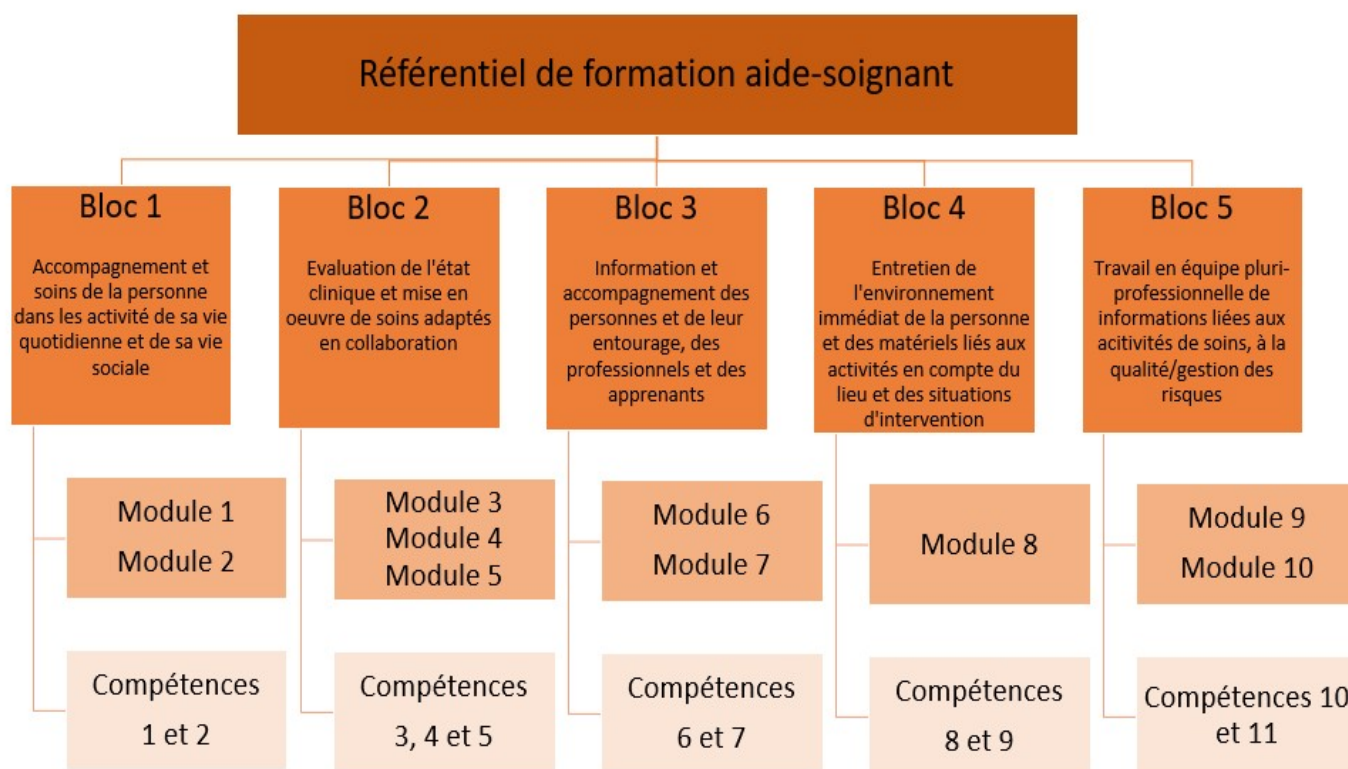 Référentiel de formation aide-soignant
Bloc 1
Accompagnement et
soins de la personne
dans les activité de sa vie
quotidienne et de sa vie
sociale
Bloc 2
Evaluation de l'état
clinique et mise en
oeuvre de soins adaptés
en collaboration
Bloc 3
Information et
accompagnement des
personnes et de leur
entourage, des
professionnels et des
apprenants
Bloc 4
Entretien de
l'environnement
immédiat de la personne
et des matériels liés aux
activités en compte du
lieu et des situations
d'intervention
Bloc 5
Travail en équipe pluri-
professionnelle de
informations liées aux
acitivités de soins, à la
qualité/gestion des
risques
Module 1
Module 2
Module 3
Module 4
Module 5
Module 6
Module 7
Module 8
Module 9
Module 10
Compétences
1 et 2
Compétences
3, 4 et 5
Compétences
6 et 7
Compétences
8 et 9
Compétences 10
et 11